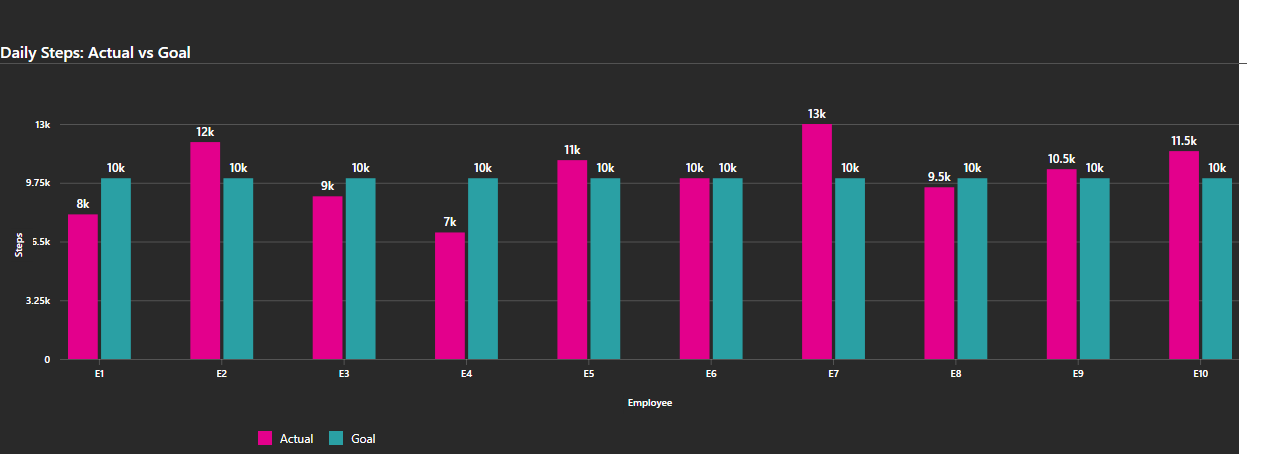 Daily Steps: Actual vs Goal
13k
9.75k
6.5k
3.25k
0
Steps
8k 10k
12k 10k
9k 10k
7k 10k
11k 10k
10k 10k
13k 10k
9.5k 10k
10.5k 10k
11.5k 10k
E1 E2 E3 E4 E5 E6 E7 E8 E9 E10
Employee
Actual Goal